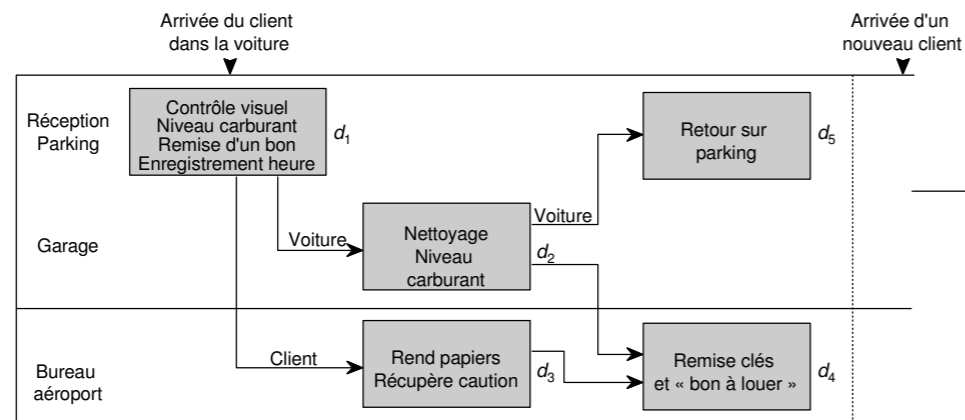 Arrivée du client
dans la voiture
Arrivée d'un
nouveau client
Réception
Parking
Contrôle visuel
Niveau carburant
Remise d'un bon
Enregistrement heure
d1
Retour sur
parking
d5
Garage
Voiture
Nettoyage
Niveau
carburant
Voiture
d2
Bureau
aéroport
Client
Rend papiers
Récupère caution
d3
Remise clés
et « bon à louer »
d4